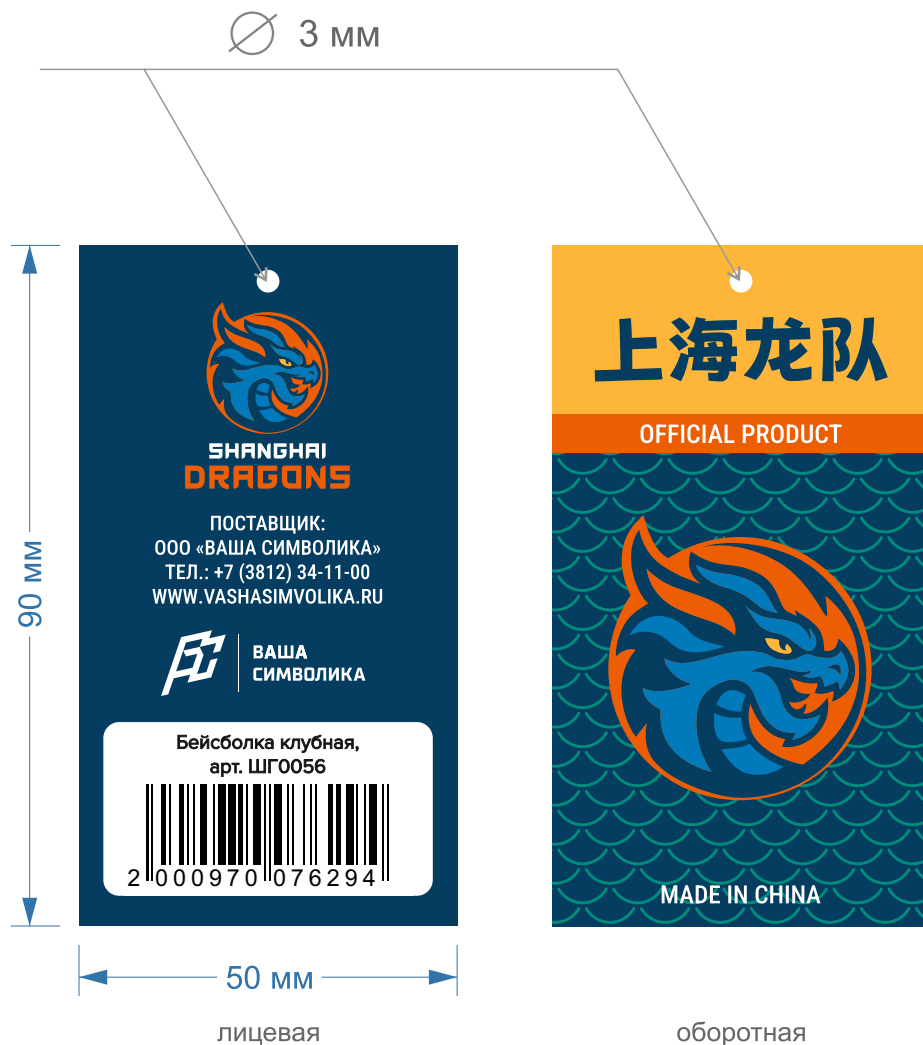 3 мм
SHANGHAI
DRAGONS
ПОСТАВЩИК:
ООО «ВАША СИМВОЛИКА»
ТЕЛ.: +7 (3812) 34-11-00
WWW.VASHASIMVOLIKA.RU
ВАША
СИМВОЛИКА
Бейсболка клубная,
арт. ШГ0056
2 000970 076294
90 мм
50 мм
лицевая
上海龙队
OFFICIAL PRODUCT
MADE IN CHINA
оборотная